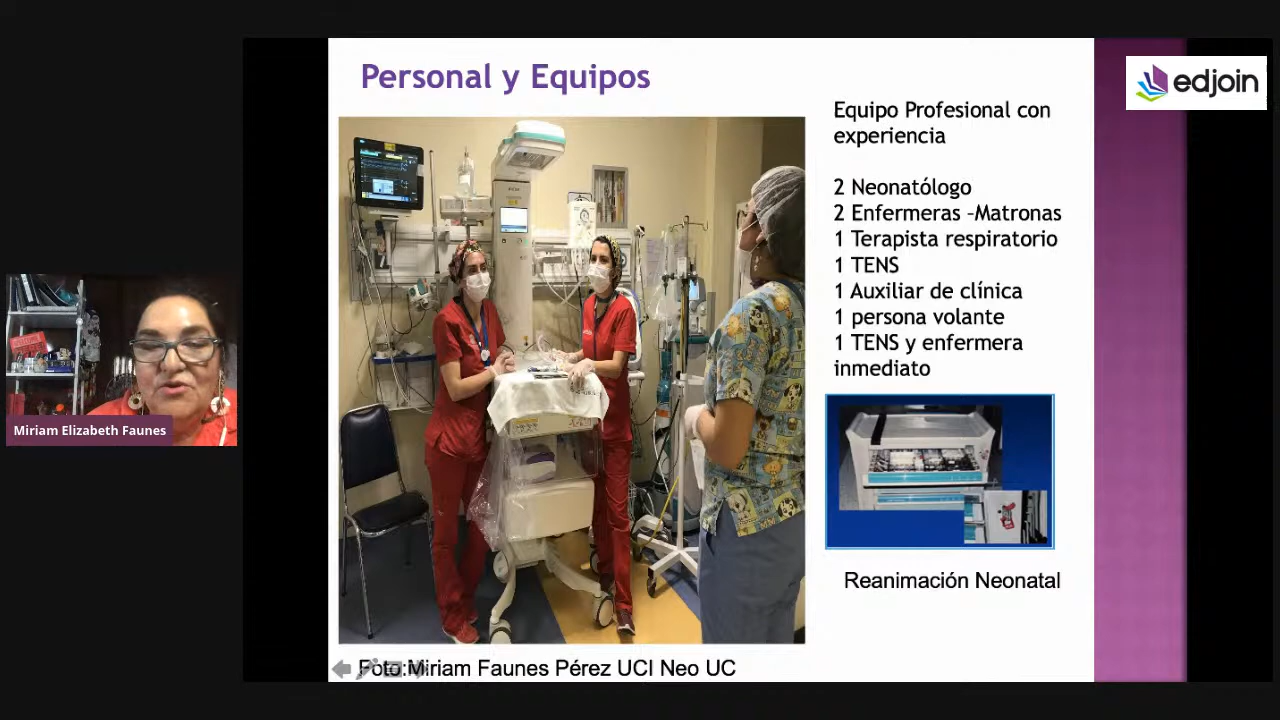 Personal y Equipos
edjoin
Equipo Profesional con
experiencia
2 Neonatólogo
2 Enfermeras –Matronas
1 Terapista respiratorio
1 TENS
1 Auxiliar de clínica
1 persona volante
1 TENS y enfermera
inmediato
Miriam Elizabeth Faunes
Reanimación Neonatal
Foto:Miriam Faunes Pérez UCI Neo UC